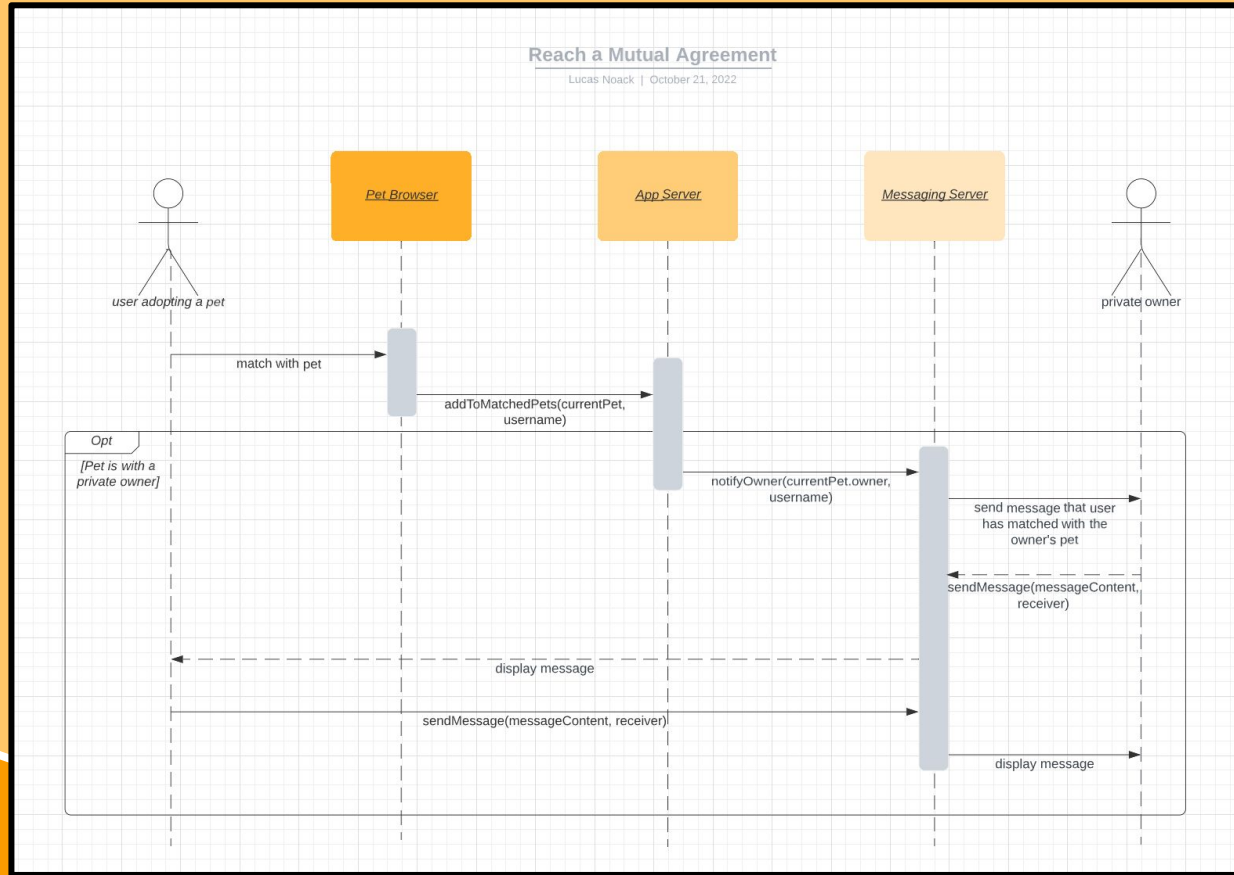 Reach a Mutual Agreement
Lucas Noack | October 21, 2022
Pet Browser
App Server
Messaging Server
user adopting a pet
private owner
match with pet
addToMatchedPets(currentPet,
username)
Opt
[Pet is with a
private owner]
notifyOwner(currentPet.owner,
username)
send message that user
has matched with the
owner's pet
sendMessage(messageContent,
receiver)
display message
sendMessage(messageContent, receiver)
display message